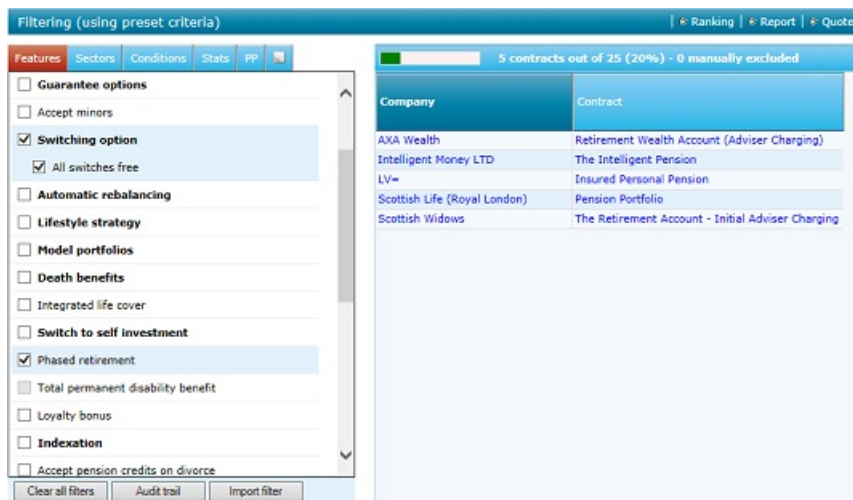 Filtering (using preset criteria)
Ranking
Report
Quote
Features
Sectors
Conditions
Stats
PP
5 contracts out of 25 (20%) - 0 manually excluded
Guarantee options
Accept minors
Switching option
All switches free
Automatic rebalancing
Lifestyle strategy
Model portfolios
Death benefits
Integrated life cover
Switch to self investment
Phased retirement
Total permanent disability benefit
Loyalty bonus
Indexation
Accept pension credits on divorce
Clear all filters
Audit trail
Import filter
Company
Contract
AXA Wealth
Retirement Wealth Account (Adviser Charging)
Intelligent Money LTD
The Intelligent Pension
LV=
Insured Personal Pension
Scottish Life (Royal London)
Pension Portfolio
Scottish Widows
The Retirement Account - Initial Adviser Charging